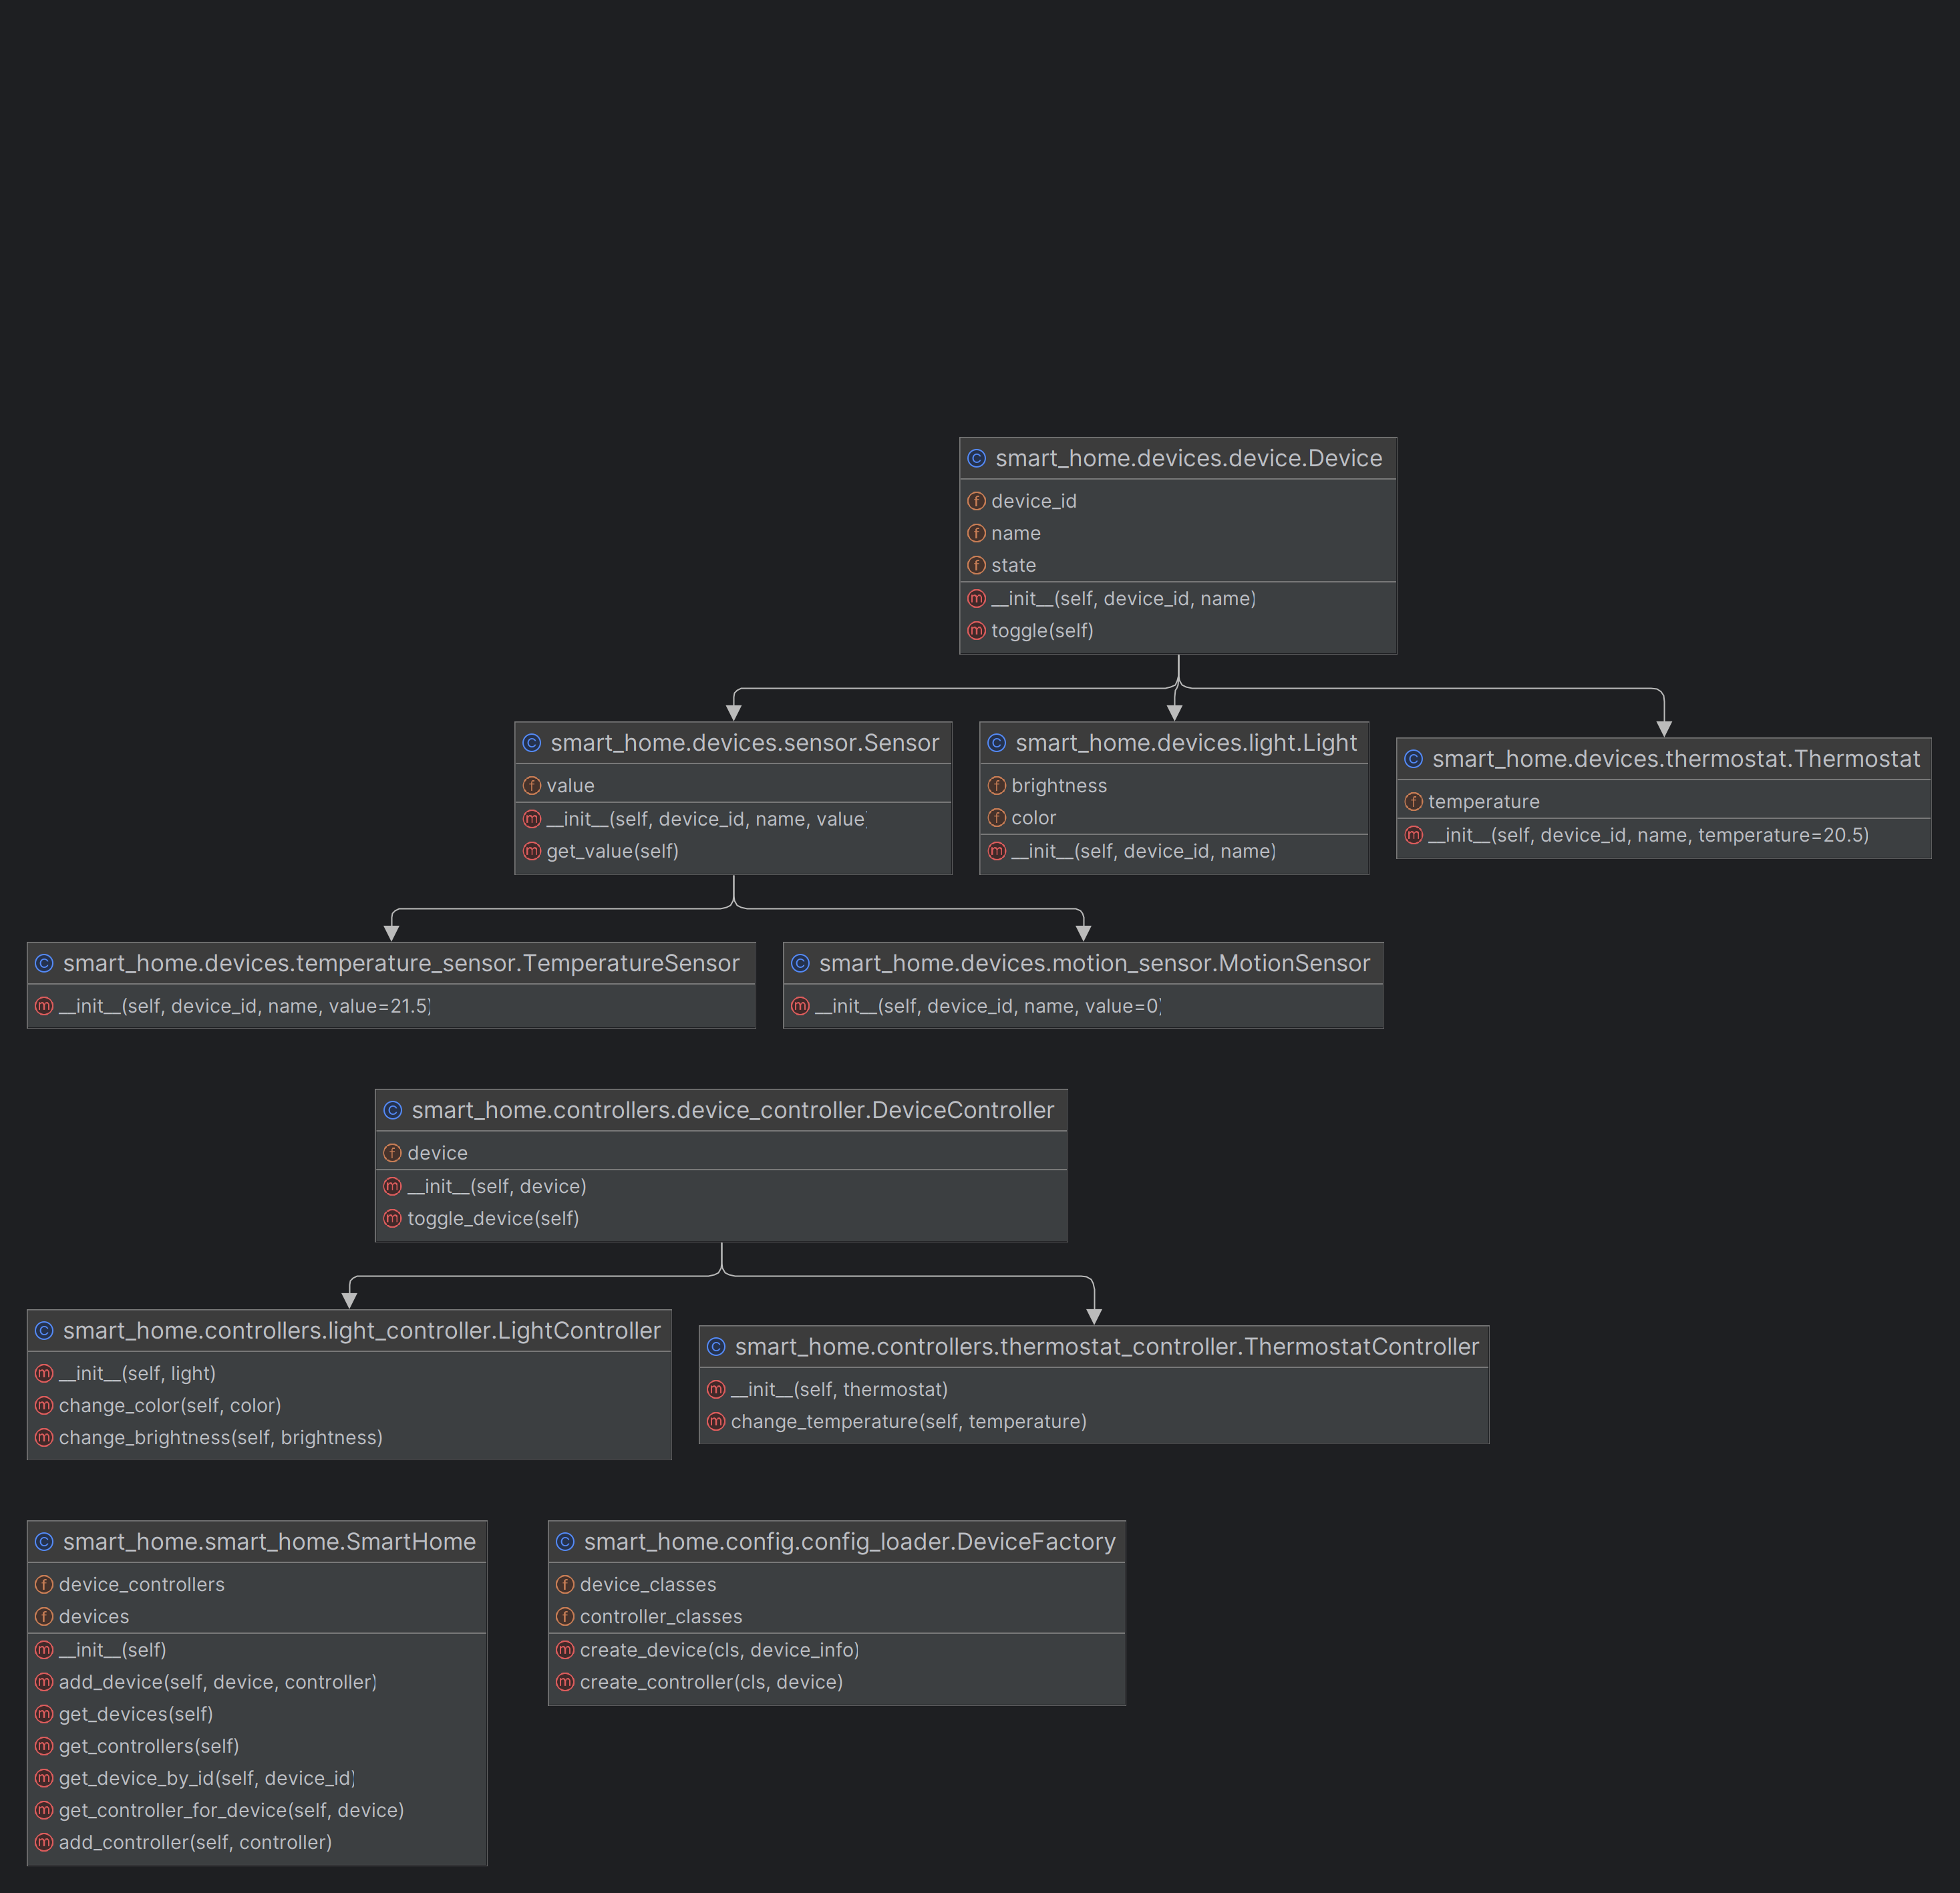 smart_home.devices.device.Device
device_id
name
state
__init__(self, device_id, name)
toggle(self)
smart_home.devices.sensor.Sensor
value
__init__(self, device_id, name, value)
get_value(self)
smart_home.devices.light.Light
brightness
color
__init__(self, device_id, name)
smart_home.devices.thermostat.Thermostat
temperature
__init__(self, device_id, name, temperature=20.5)
smart_home.devices.temperature_sensor.TemperatureSensor
__init__(self, device_id, name, value=21.5)
smart_home.devices.motion_sensor.MotionSensor
__init__(self, device_id, name, value=0)
smart_home.controllers.device_controller.DeviceController
device
__init__(self, device)
toggle_device(self)
smart_home.controllers.light_controller.LightController
__init__(self, light)
change_color(self, color)
change_brightness(self, brightness)
smart_home.controllers.thermostat_controller.ThermostatController
__init__(self, thermostat)
change_temperature(self, temperature)
smart_home.smart_home.SmartHome
device_controllers
devices
__init__(self)
add_device(self, device, controller)
get_devices(self)
get_controllers(self)
get_device_by_id(self, device_id)
get_controller_for_device(self, device)
add_controller(self, controller)
smart_home.config.config_loader.DeviceFactory
device_classes
controller_classes
create_device(cls, device_info)
create_controller(cls, device)